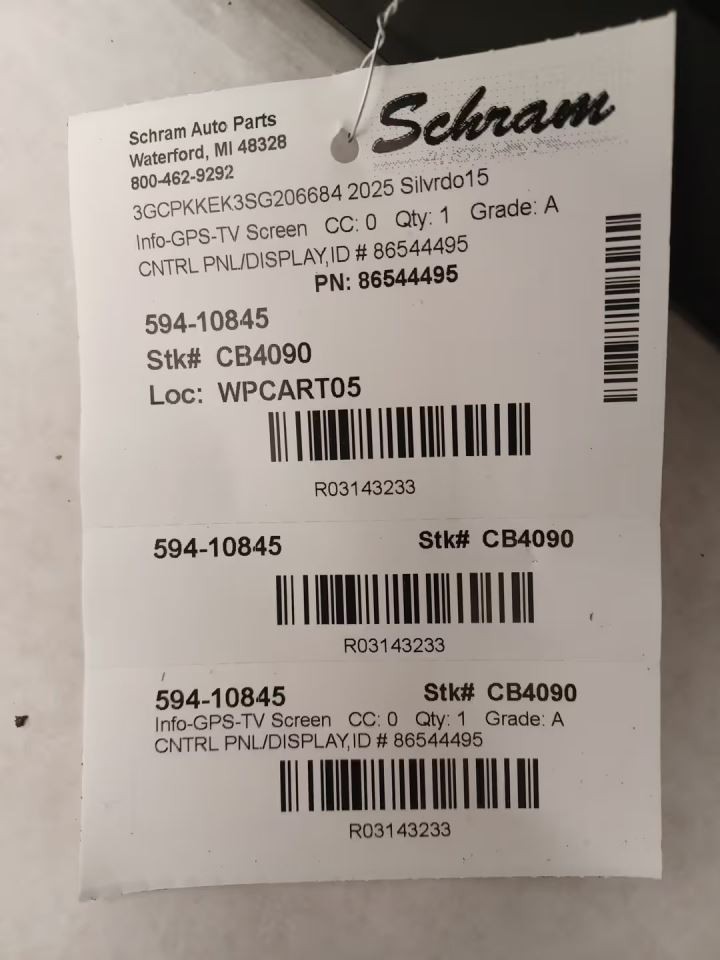 Schram Auto Parts
Waterford, MI 48328
800-462-9292
Schram
3GCPKKEK3SG206684 2025 Silvrdo15
Info-GPS-TV Screen CC: 0 Qty: 1 Grade: A
CNTRL PNL/DISPLAY,ID # 86544495
PN: 86544495
594-10845
Stk# CB4090
Loc: WPCART05
R03143233
594-10845 Stk# CB4090
R03143233
594-10845 Stk# CB4090
Info-GPS-TV Screen CC: 0 Qty: 1 Grade: A
CNTRL PNL/DISPLAY,ID # 86544495
R03143233